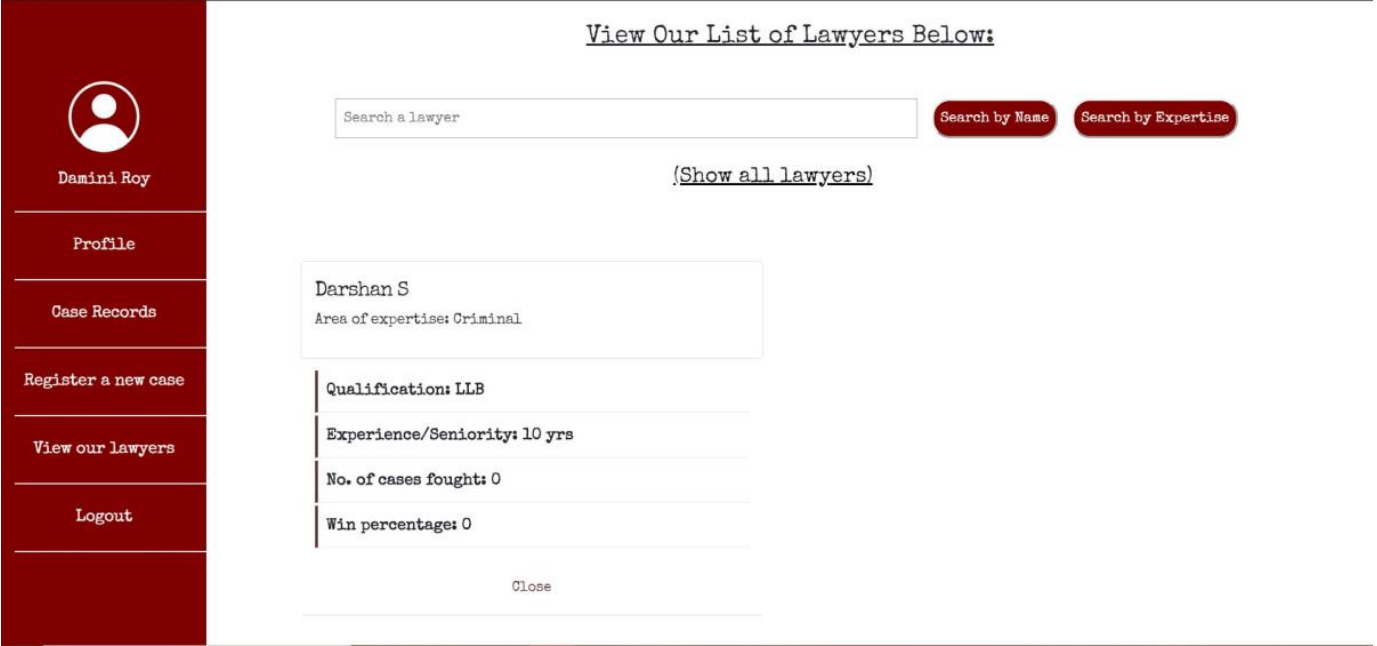 View Our List of Lawyers Below:
Search a lawyer
Search by Name
Search by Expertise
(Show all lawyers)
Damini Roy
Profile
Case Records
Register a new case
View our lawyers
Logout
Darshan S
Area of expertise: Criminal
Qualification: LLB
Experience/Seniority: 10 yrs
No. of cases fought: 0
Win percentage: 0
Close